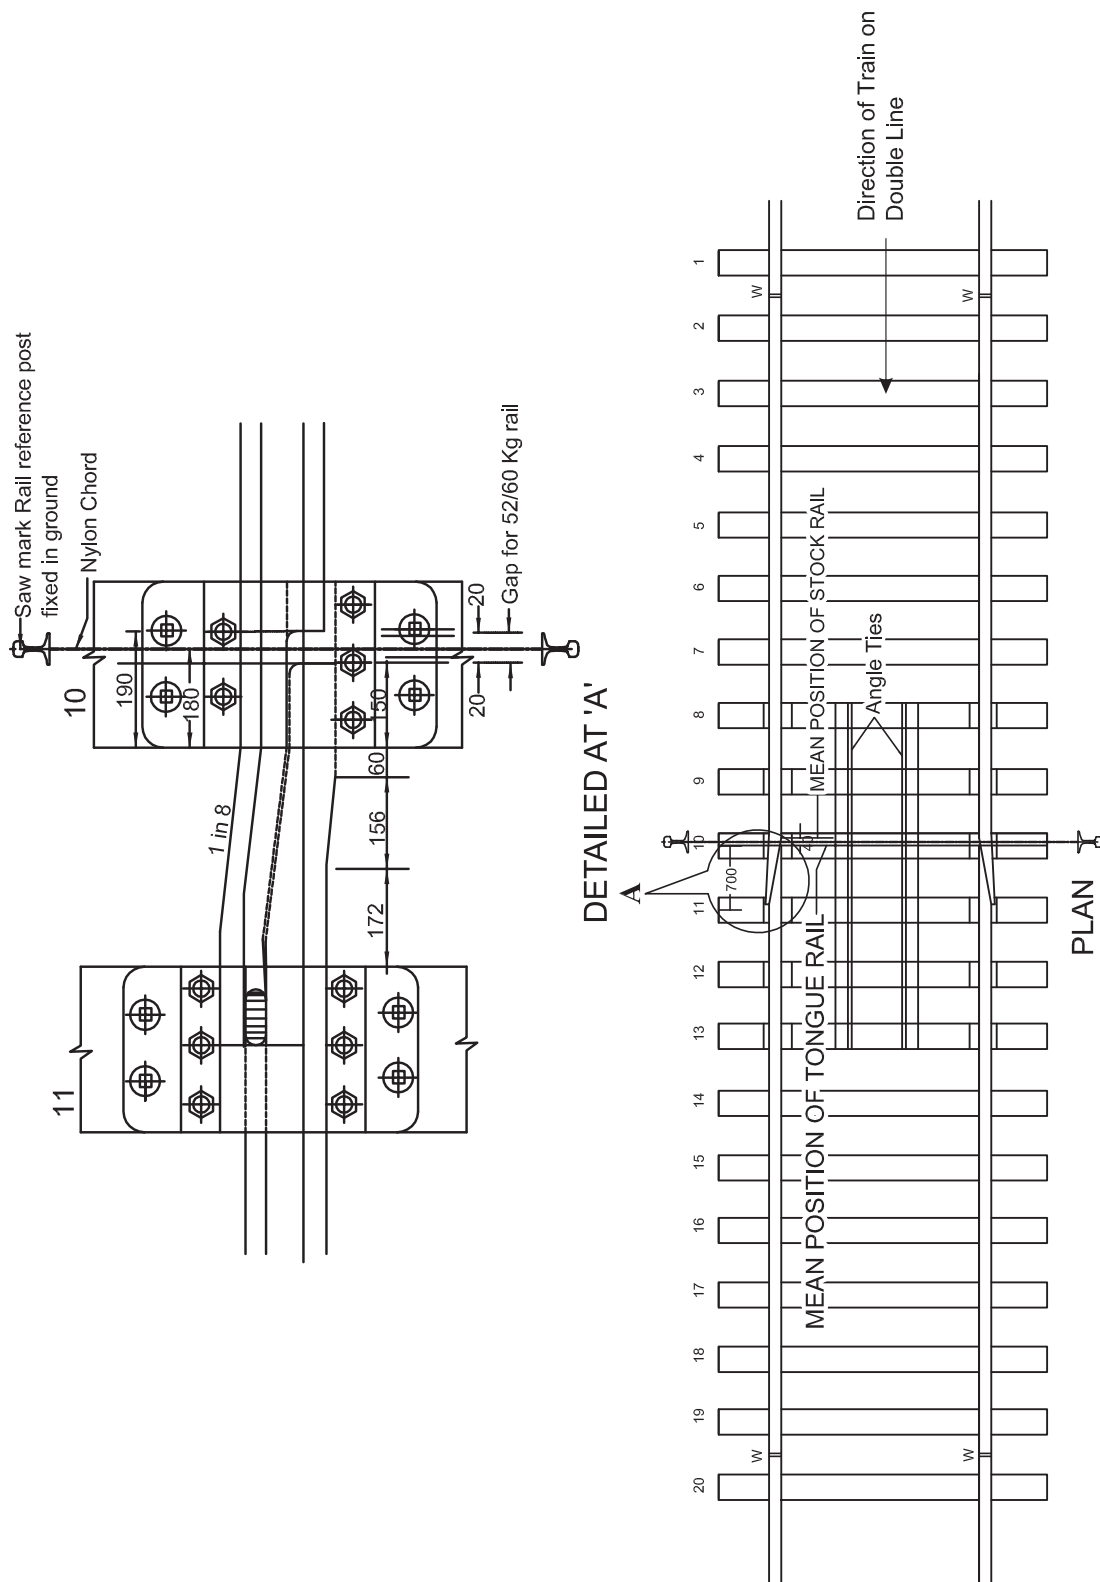 Saw mark Rail reference post
fixed in ground
Nylon Chord
10
190
180
150
20
20
Gap for 52/60 Kg rail
60
156
172
1 in 8
11
DETAILED AT 'A'
A
Direction of Train on
Double Line
1
2
3
4
5
6
7
8
9
10
11
12
13
14
15
16
17
18
19
20
W
W
W
W
MEAN POSITION OF STOCK RAIL
Angle Ties
40
700
MEAN POSITION OF TONGUE RAIL
PLAN